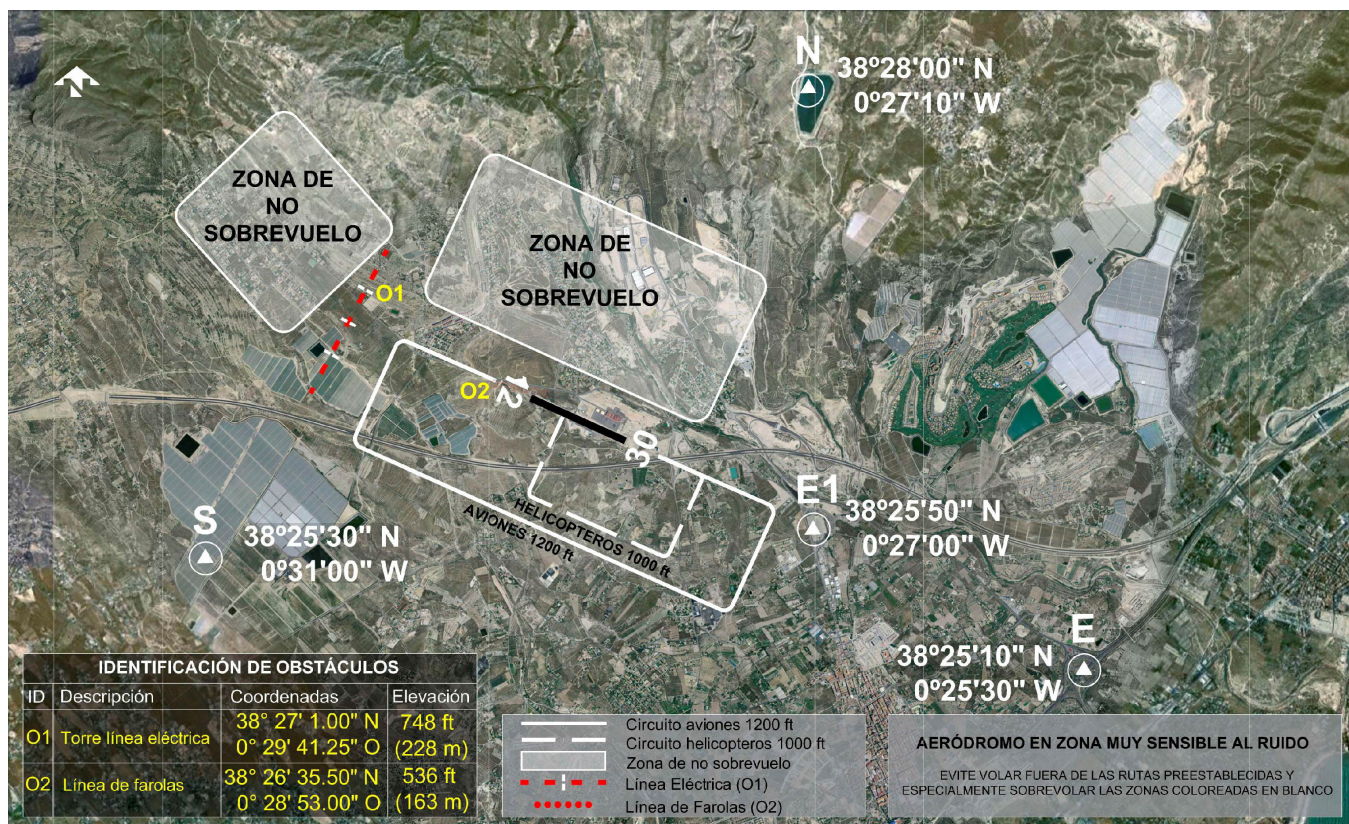 N
38º28'00" N
0º27'10" W
N
ZONA DE
NO
SOBREVUELO
ZONA DE
NO
SOBREVUELO
O1
O2
12
30
HELICOPTEROS 1000 ft
AVIONES 1200 ft
E1
38º25'50" N
0º27'00" W
S
38º25'30" N
0º31'00" W
E
38º25'10" N
0º25'30" W
IDENTIFICACIÓN DE OBSTÁCULOS
ID Descripción Coordenadas Elevación
O1 Torre línea eléctrica 38° 27' 1.00" N 748 ft
0° 29' 41.25" O (228 m)
O2 Línea de farolas 38° 26' 35.50" N 536 ft
0° 28' 53.00" O (163 m)
Circuito aviones 1200 ft
Circuito helicopteros 1000 ft
Zona de no sobrevuelo
Línea Eléctrica (O1)
Línea de Farolas (O2)
AERÓDROMO EN ZONA MUY SENSIBLE AL RUIDO
EVITE VOLAR FUERA DE LAS RUTAS PREESTABLECIDAS Y
ESPECIALMENTE SOBREVOLAR LAS ZONAS COLOREADAS EN BLANCO